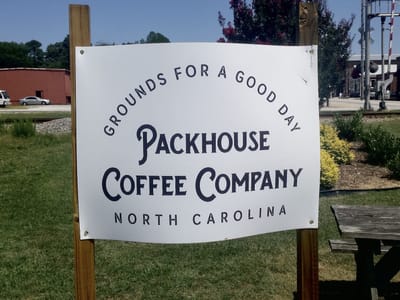 GROUNDS FOR A GOOD DAY
PACKHOUSE
COFFEE COMPANY
NORTH CAROLINA